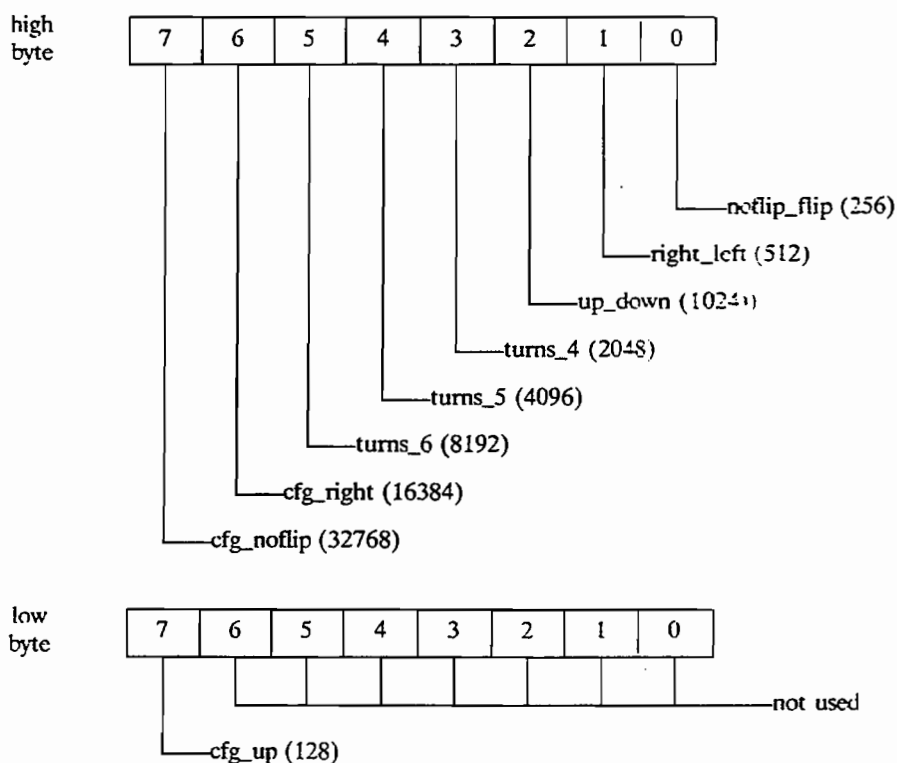 high
byte
7 6 5 4 3 2 1 0
noflip_flip (256)
right_left (512)
up_down (1024)
turns_4 (2048)
turns_5 (4096)
turns_6 (8192)
cfg_right (16384)
cfg_noflip (32768)
low
byte
7 6 5 4 3 2 1 0
not used
cfg_up (128)